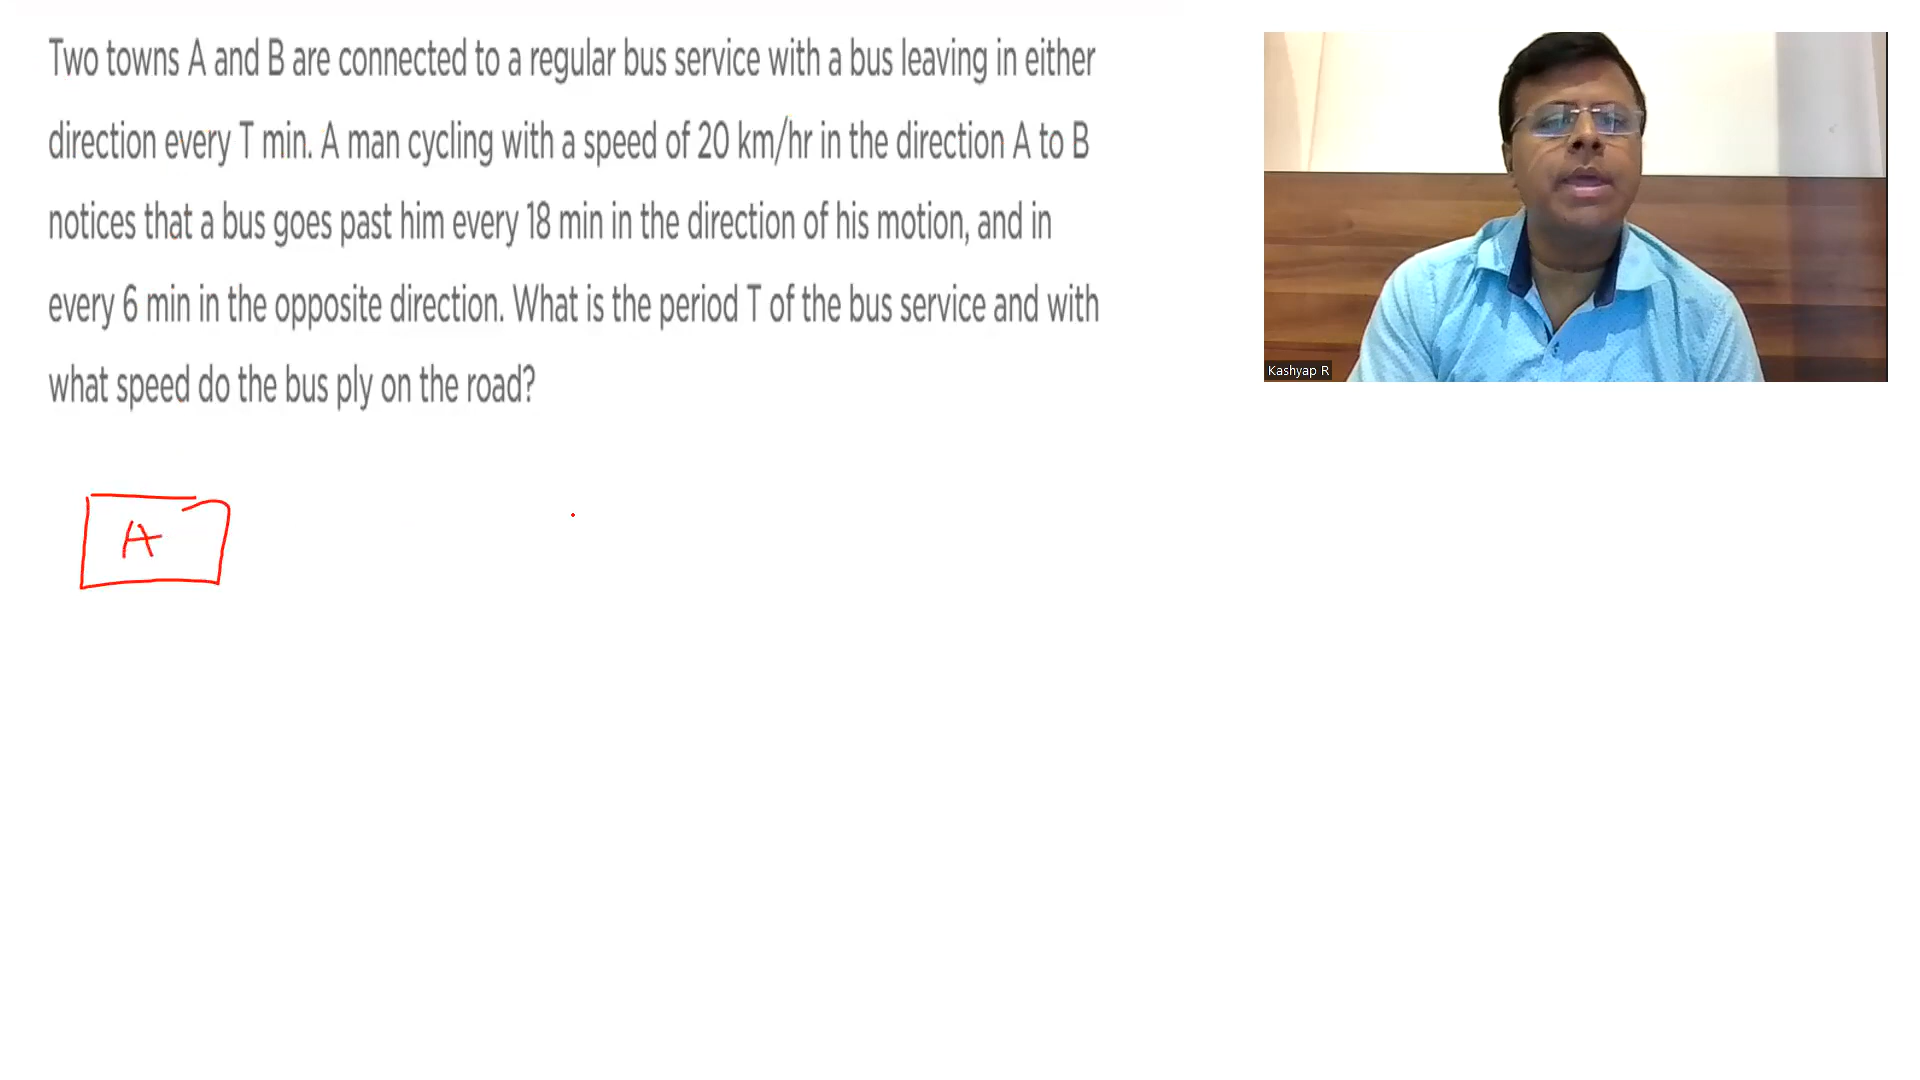 Two towns A and B are connected to a regular bus service with a bus leaving in either
direction every T min. A man cycling with a speed of 20 km/hr in the direction A to B
notices that a bus goes past him every 18 min in the direction of his motion, and in
every 6 min in the opposite direction. What is the period T of the bus service and with
what speed do the bus ply on the road?
Kashyap R
A